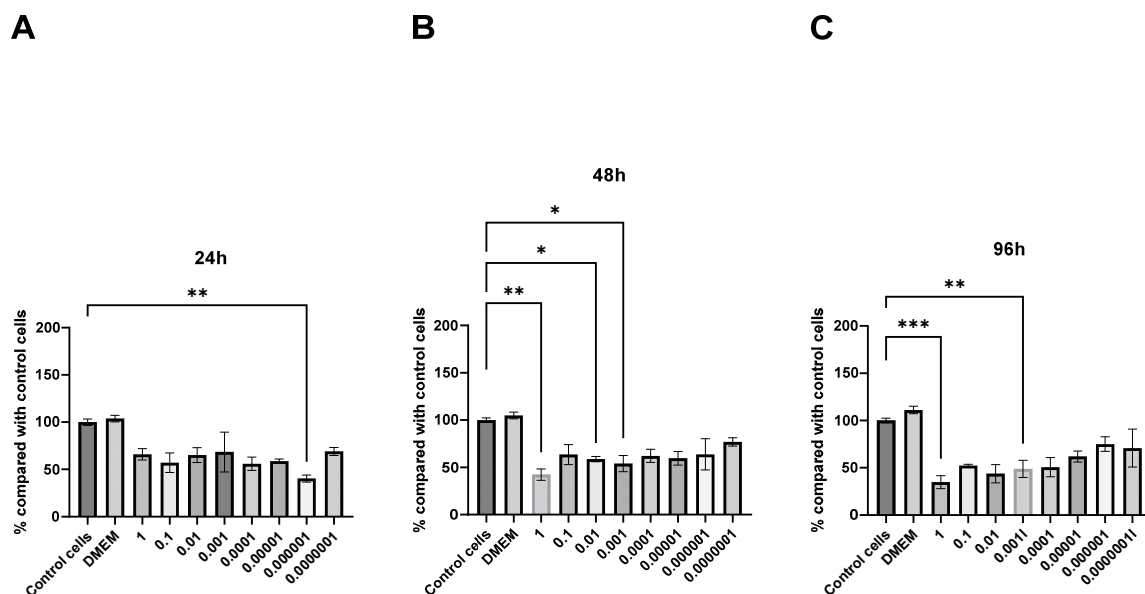 A
B
C
24h
**
% compared with control cells
200
150
100
50
0
Control cells
DMEM
1
0.1
0.01
0.001
0.0001
0.00001
0.000001
0.0000001
48h
*
*
**
% compared with control cells
200
150
100
50
0
Control cells
DMEM
1
0.1
0.01
0.001
0.0001
0.00001
0.000001
0.0000001
96h
**
***
% compared with control cells
200
150
100
50
0
Control cells
DMEM
1
0.1
0.01
0.001l
0.0001
0.00001
0.000001
0.0000001l